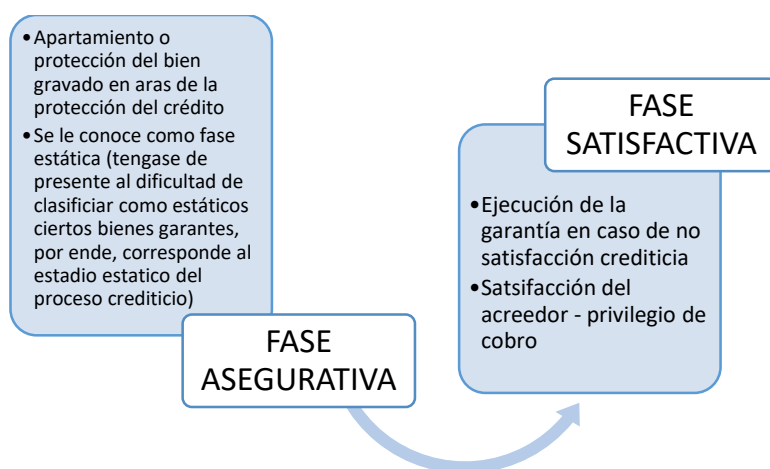 •Apartamiento o
protección del bien
gravado en aras de la
protección del crédito
•Se le conoce como fase
estática (tengase de
presente al dificultad de
clasificiar como estáticos
ciertos bienes garantes,
por ende, corresponde al
estadio estatico del
proceso crediticio)
FASE
ASEGURATIVA
FASE
SATISFACTIVA
•Ejecución de la
garantía en caso de no
satisfacción crediticia
•Satsifacción del
acreedor - privilegio de
cobro